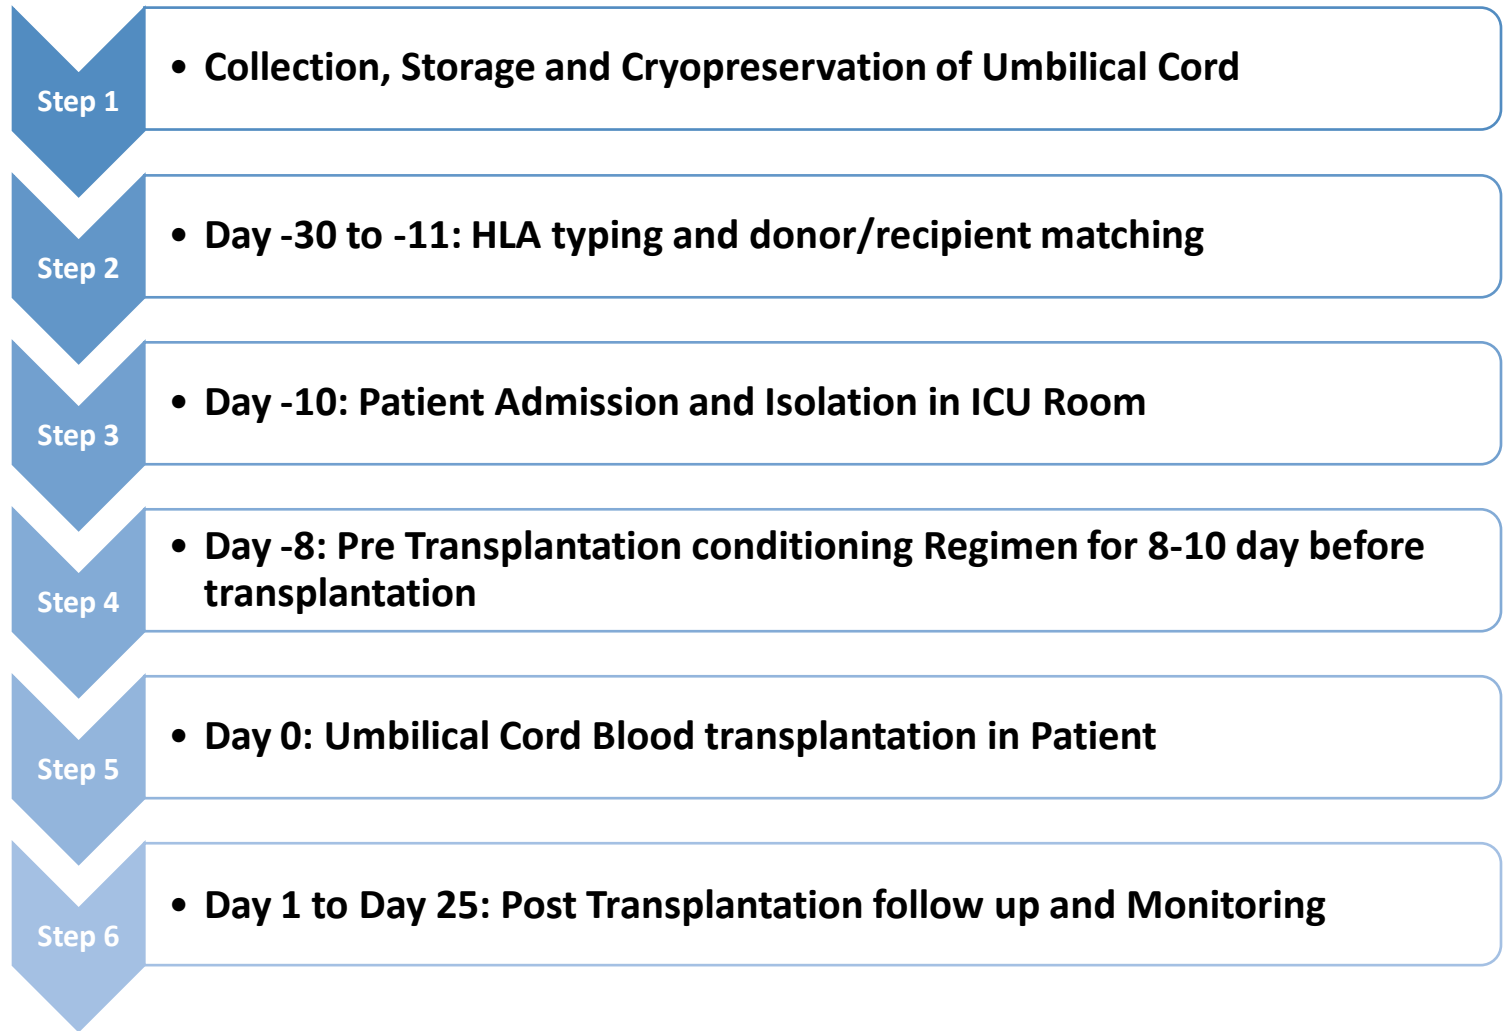 Step 1
• Collection, Storage and Cryopreservation of Umbilical Cord
Step 2
• Day -30 to -11: HLA typing and donor/recipient matching
Step 3
• Day -10: Patient Admission and Isolation in ICU Room
Step 4
• Day -8: Pre Transplantation conditioning Regimen for 8-10 day before
transplantation
Step 5
• Day 0: Umbilical Cord Blood transplantation in Patient
Step 6
• Day 1 to Day 25: Post Transplantation follow up and Monitoring